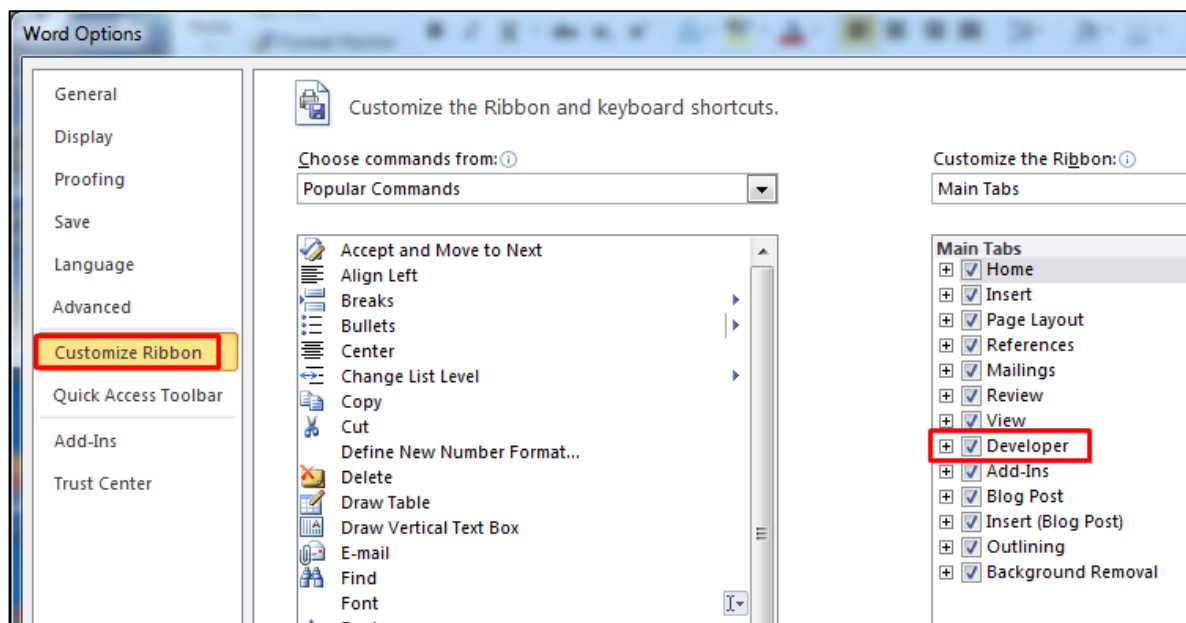 Word Options
General
Display
Proofing
Save
Language
Advanced
Customize Ribbon
Quick Access Toolbar
Add-Ins
Trust Center
Customize the Ribbon and keyboard shortcuts.
Choose commands from:
Popular Commands
Accept and Move to Next
Align Left
Breaks
Bullets
Center
Change List Level
Copy
Cut
Define New Number Format...
Delete
Draw Table
Draw Vertical Text Box
E-mail
Find
Font
Customize the Ribbon:
Main Tabs
Main Tabs
Home
Insert
Page Layout
References
Mailings
Review
View
Developer
Add-Ins
Blog Post
Insert (Blog Post)
Outlining
Background Removal